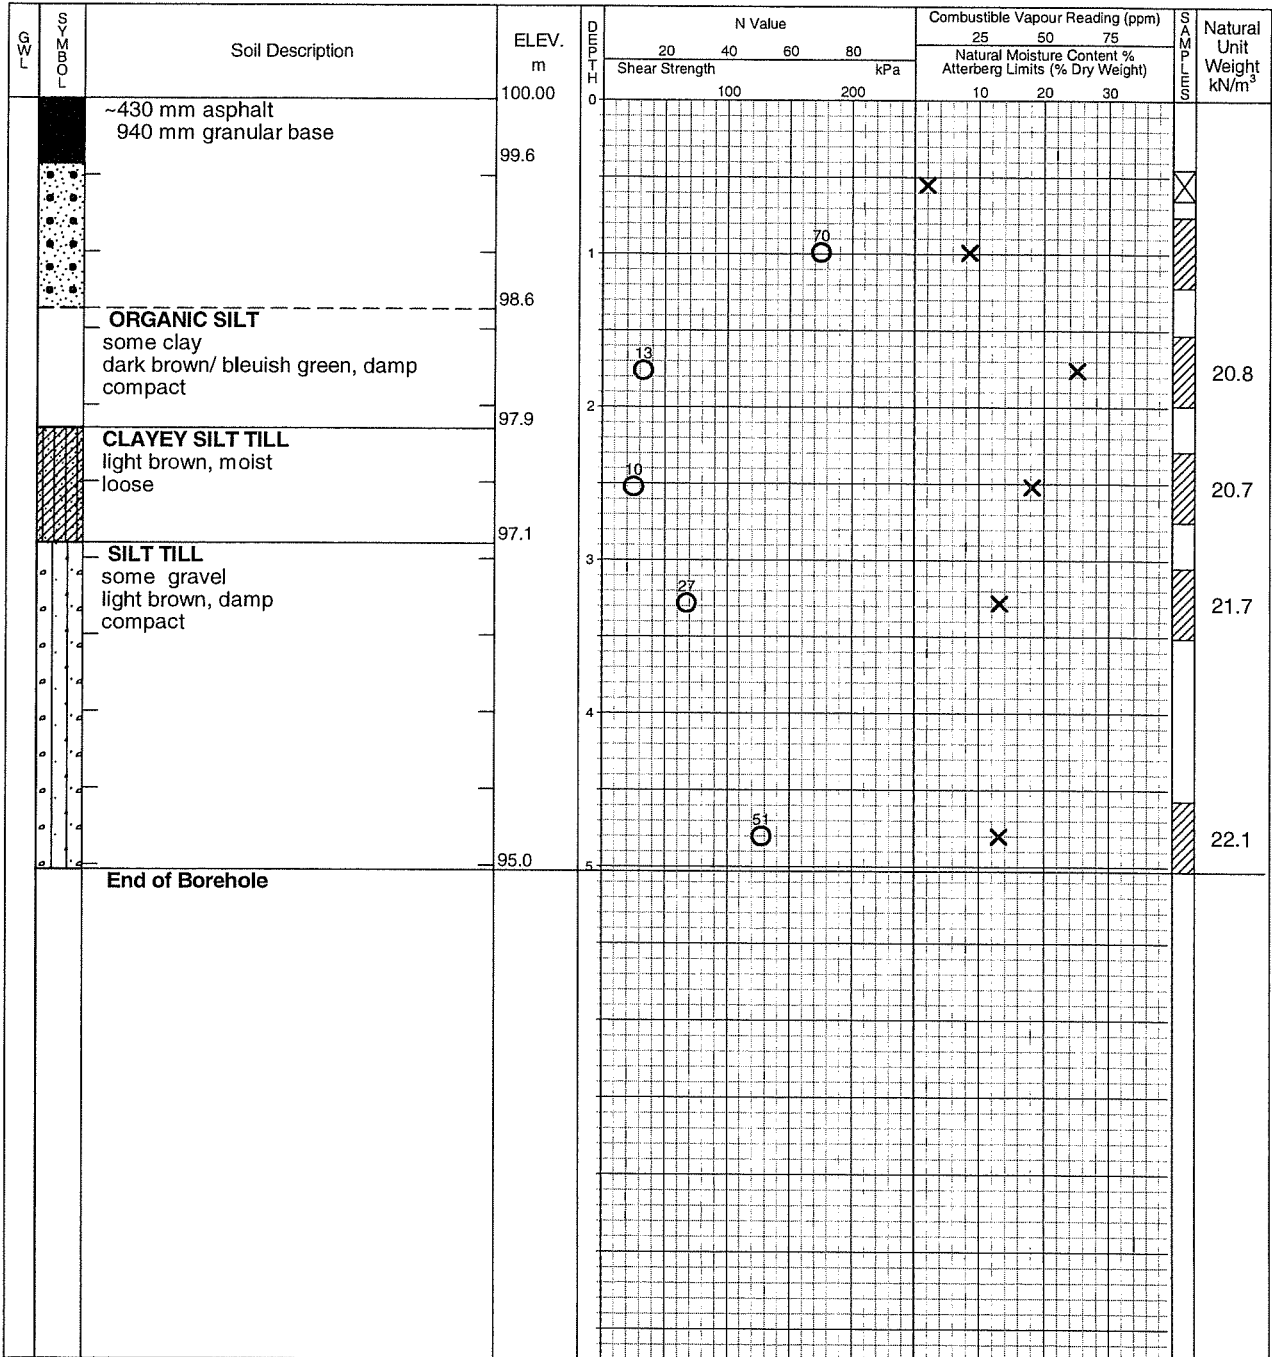 GWL
SYMBOL
Soil Description
ELEV.
m
DEPTH
N Value
20 40 60 80
Shear Strength kPa
100 200
Combustible Vapour Reading (ppm)
25 50 75
Natural Moisture Content %
Atterberg Limits (% Dry Weight)
10 20 30
SAMPLES
Natural
Unit
Weight
kN/m³
100.00
0
~430 mm asphalt
940 mm granular base
99.6
70
1
98.6
ORGANIC SILT
some clay
dark brown/ bleuish green, damp
compact
13
20.8
2
97.9
CLAYEY SILT TILL
light brown, moist
loose
10
20.7
97.1
SILT TILL
some gravel
light brown, damp
compact
3
27
21.7
4
51
22.1
95.0
5
End of Borehole